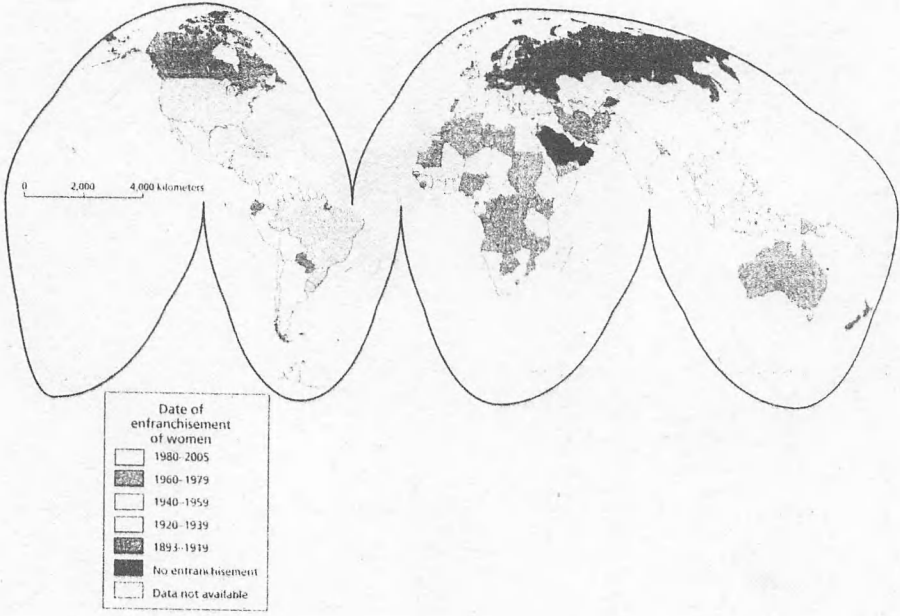 0 2,000 4,000 kilometers
Date of
enfranchisement
of women
1980–2005
1960–1979
1940–1959
1920–1939
1893–1919
No enfranchisement
Data not available